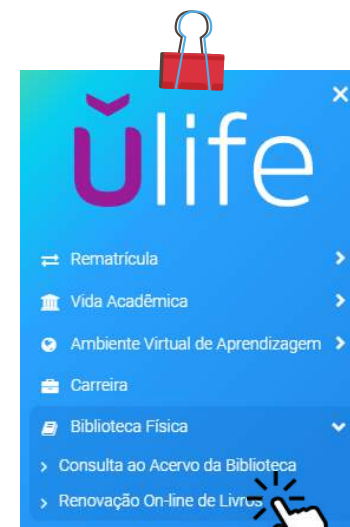 ŭlife
Rematrícula
Vida Acadêmica
Ambiente Virtual de Aprendizagem
Carreira
Biblioteca Física
Consulta ao Acervo da Biblioteca
Renovação On-line de Livros